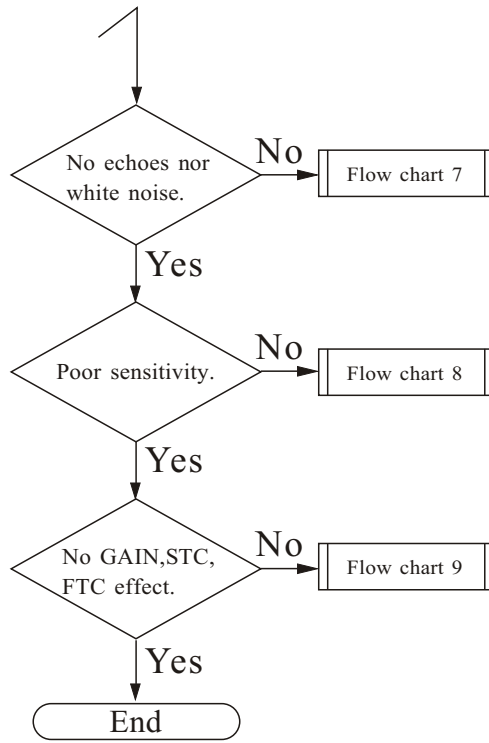 No echoes nor
white noise.
No
Flow chart 7
Yes
Poor sensitivity.
No
Flow chart 8
Yes
No GAIN,STC,
FTC effect.
No
Flow chart 9
Yes
End